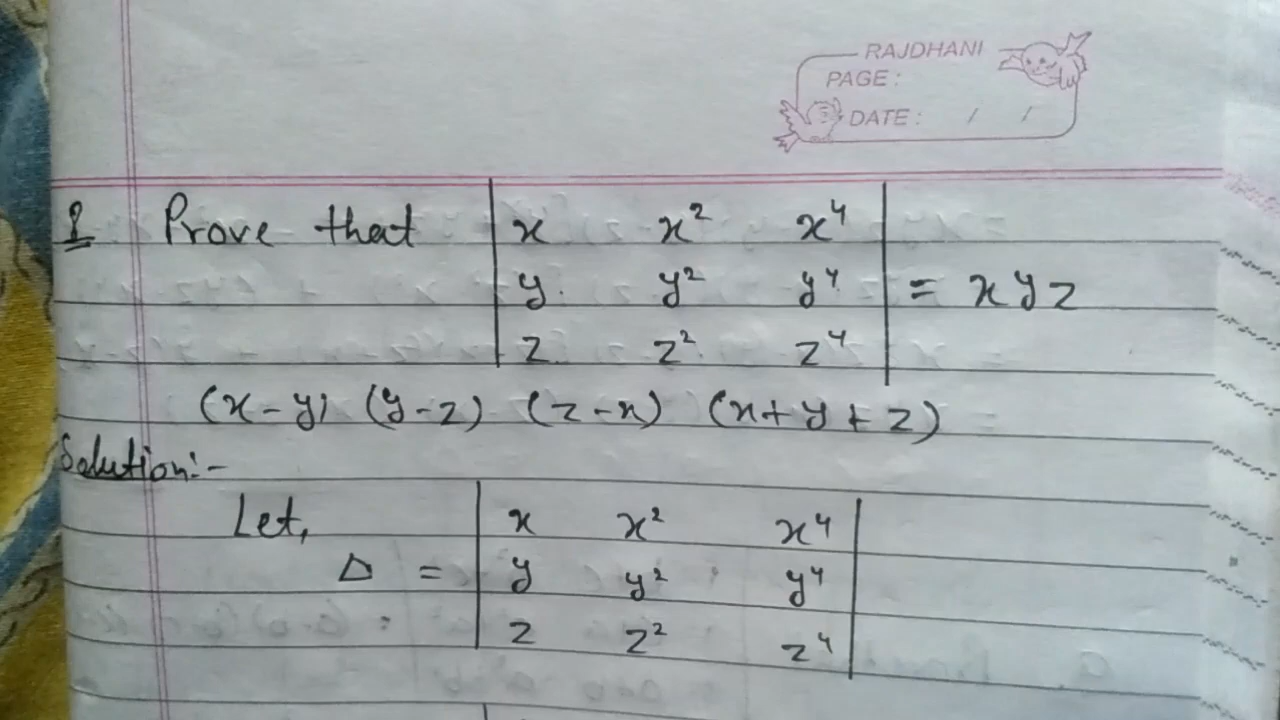 RAJDHANI
PAGE :
DATE : / /
1 Prove that | x x² x⁴ |
| y y² y⁴ | = xyz
| z z² z⁴ |
(x-y) (y-z) (z-x) (x+y+z)
Solution:-
Let, | x x² x⁴ |
Δ = | y y² y⁴ |
| z z² z⁴ |